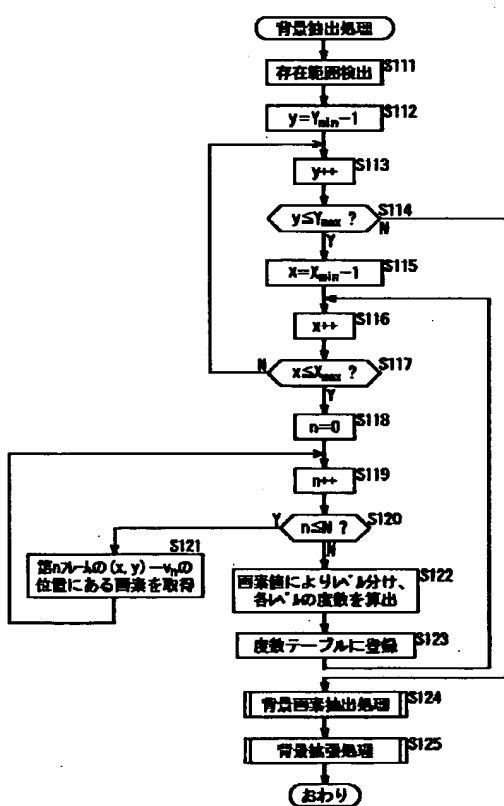 背景抽出処理
存在範囲検出
S111
y=Ymin-1
S112
y++
S113
y≤Ymax ?
S114
N
Y
x=Xmin-1
S115
x++
S116
N
x≤Xmax ?
S117
Y
n=0
S118
n++
S119
Y
n≤N ?
S120
N
S121
第nフレームの(x, y)-vnの
位置にある画素を取得
画素値によりレベル分け、
各レベルの度数を算出
S122
度数テーブルに登録
S123
背景画素抽出処理
S124
背景拡張処理
S125
おわり